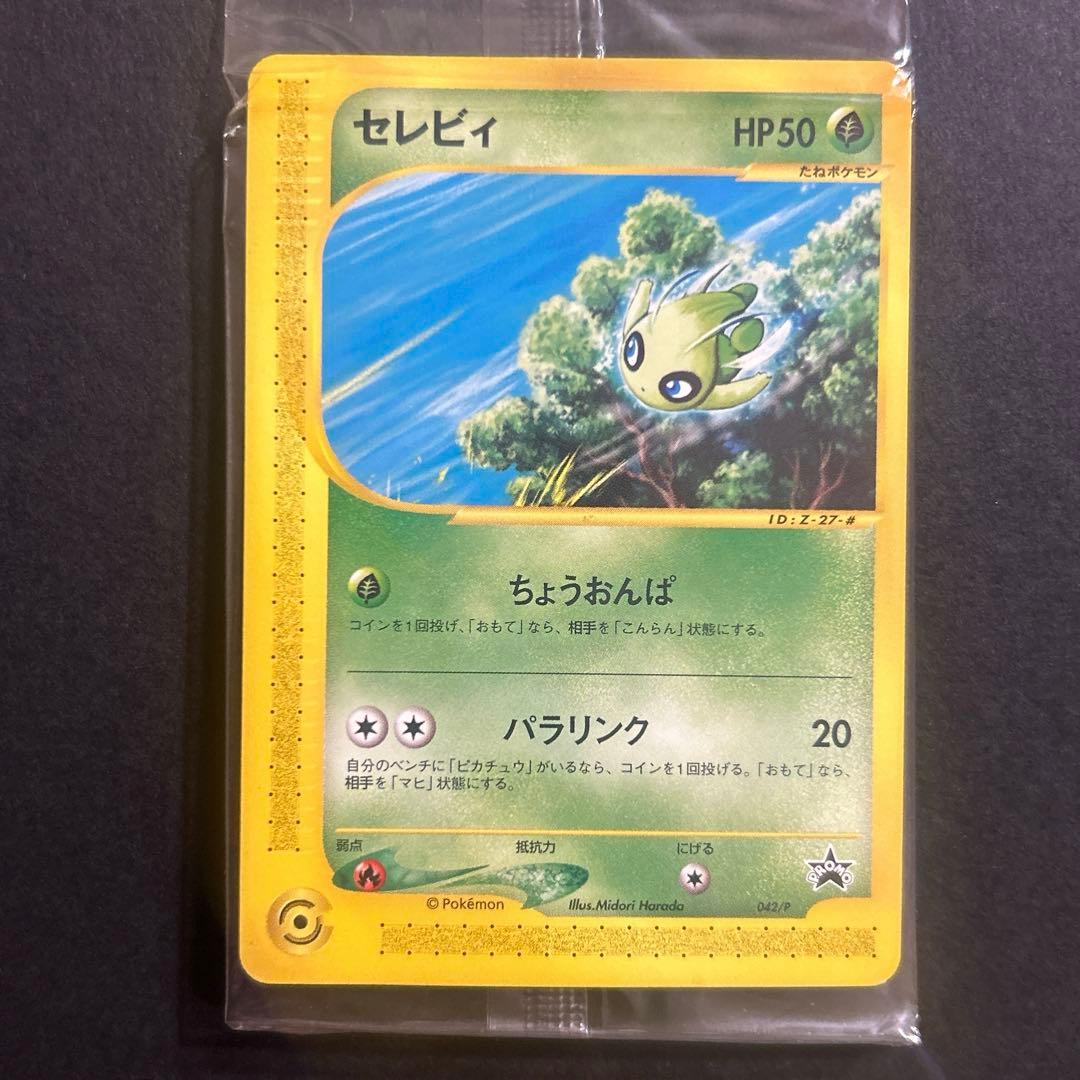 セレビィ HP50
たねポケモン
ID:Z-27-#
ちょうおんぱ
コインを1回投げ、「おもて」なら、相手を「こんらん」状態にする。
パラリンク 20
自分のベンチに「ピカチュウ」がいるなら、コインを1回投げる。「おもて」なら、
相手を「マヒ」状態にする。
弱点 抵抗力 にげる
PROMO
©Pokémon Illus.Midori Harada 042/P